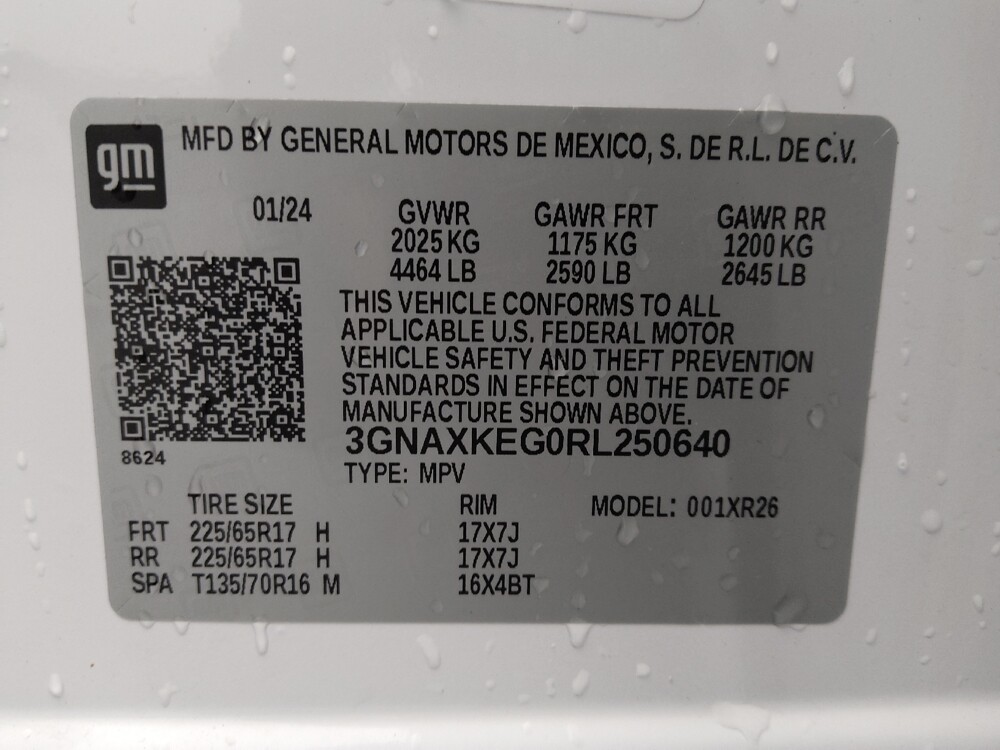 gm MFD BY GENERAL MOTORS DE MEXICO, S. DE R.L. DE C.V.
01/24 GVWR GAWR FRT GAWR RR
2025 KG 1175 KG 1200 KG
4464 LB 2590 LB 2645 LB
THIS VEHICLE CONFORMS TO ALL
APPLICABLE U.S. FEDERAL MOTOR
VEHICLE SAFETY AND THEFT PREVENTION
STANDARDS IN EFFECT ON THE DATE OF
MANUFACTURE SHOWN ABOVE.
3GNAXKEG0RL250640
8624
TYPE: MPV
TIRE SIZE RIM MODEL: 001XR26
FRT 225/65R17 H 17X7J
RR 225/65R17 H 17X7J
SPA T135/70R16 M 16X4BT